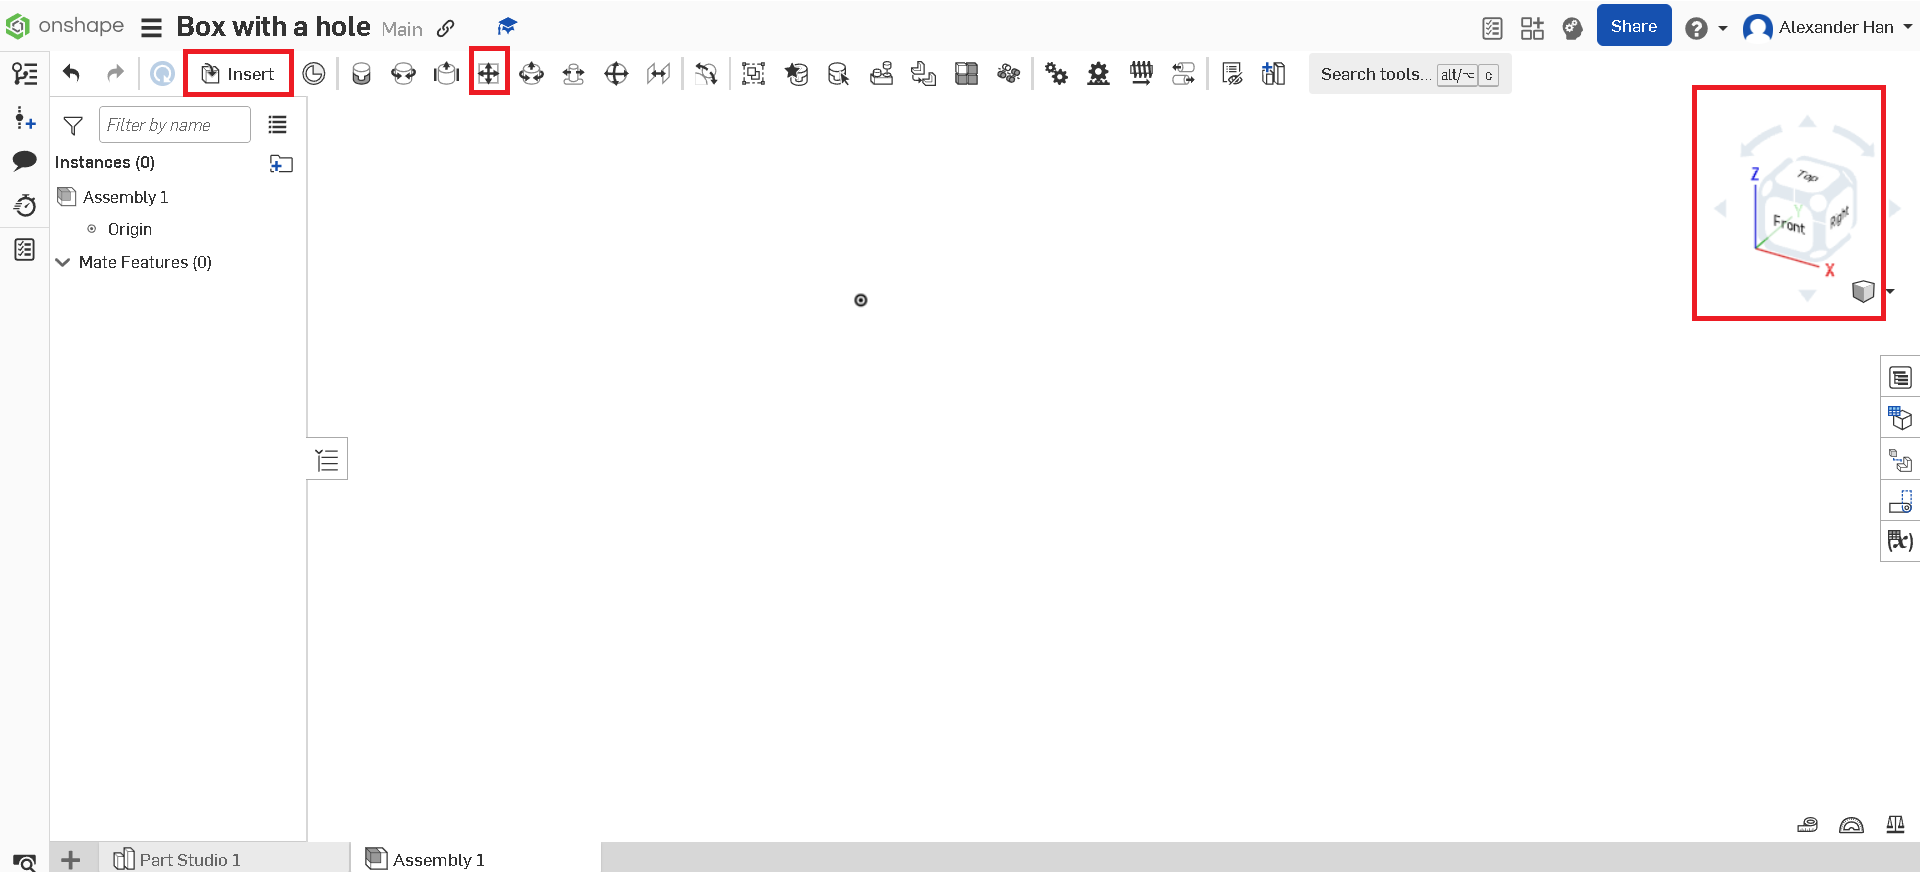 onshape Box with a hole Main Share Alexander Han
Insert Search tools... alt/⌥ c
Filter by name
Instances (0)
Assembly 1
Origin
Mate Features (0)
Top
Z
Y
Front Right
X
(x)
Part Studio 1 Assembly 1